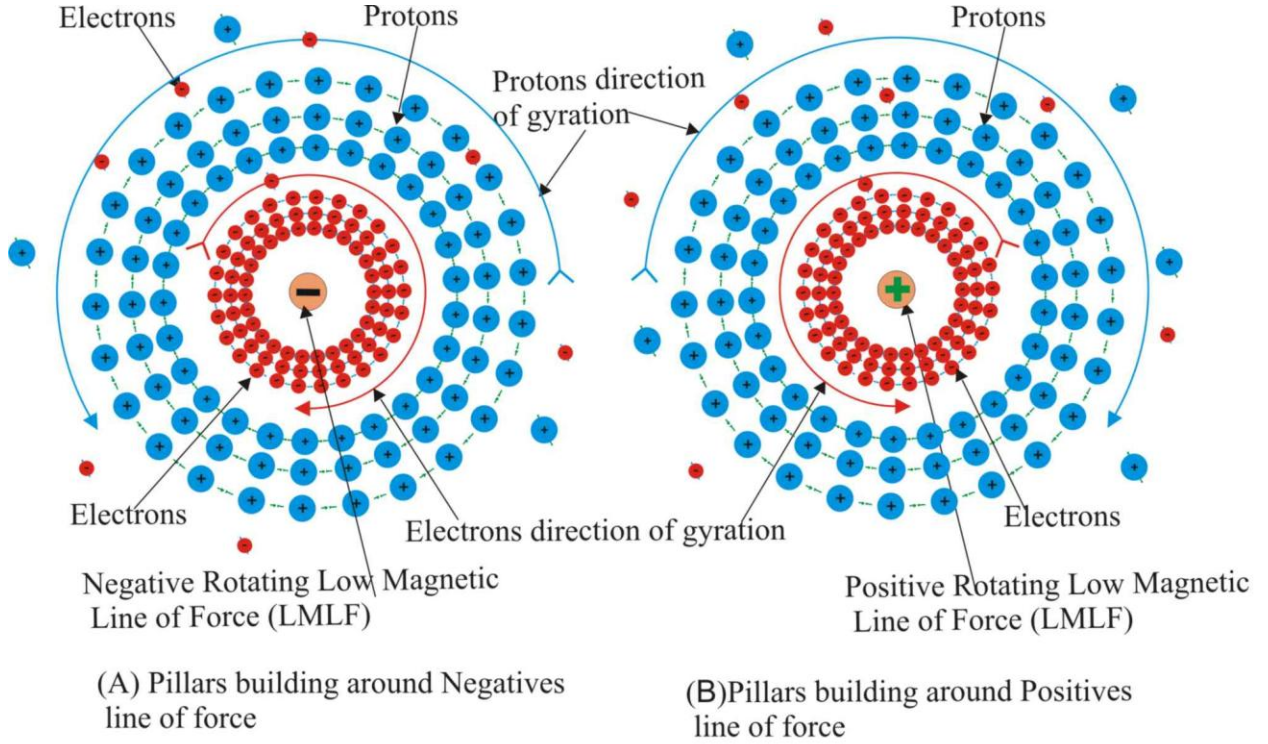 Electrons
Protons
Protons
Protons direction
of gyration
Electrons
Electrons direction of gyration
Electrons
Negative Rotating Low Magnetic
Line of Force (LMLF)
Positive Rotating Low Magnetic
Line of Force (LMLF)
(A) Pillars building around Negatives
line of force
(B)Pillars building around Positives
line of force